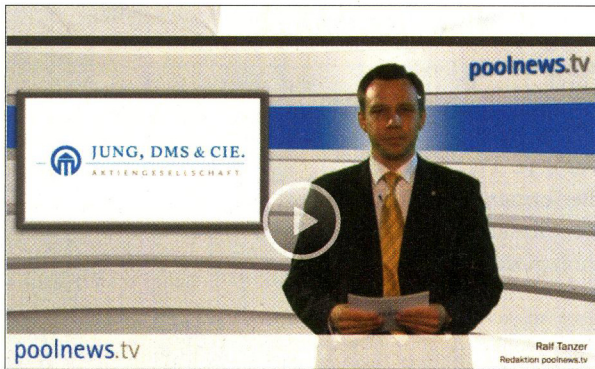 poolnews.tv
JUNG, DMS & CIE.
AKTIENGESELLSCHAFT
poolnews.tv
Ralf Tanzer
Redaktion poolnews.tv